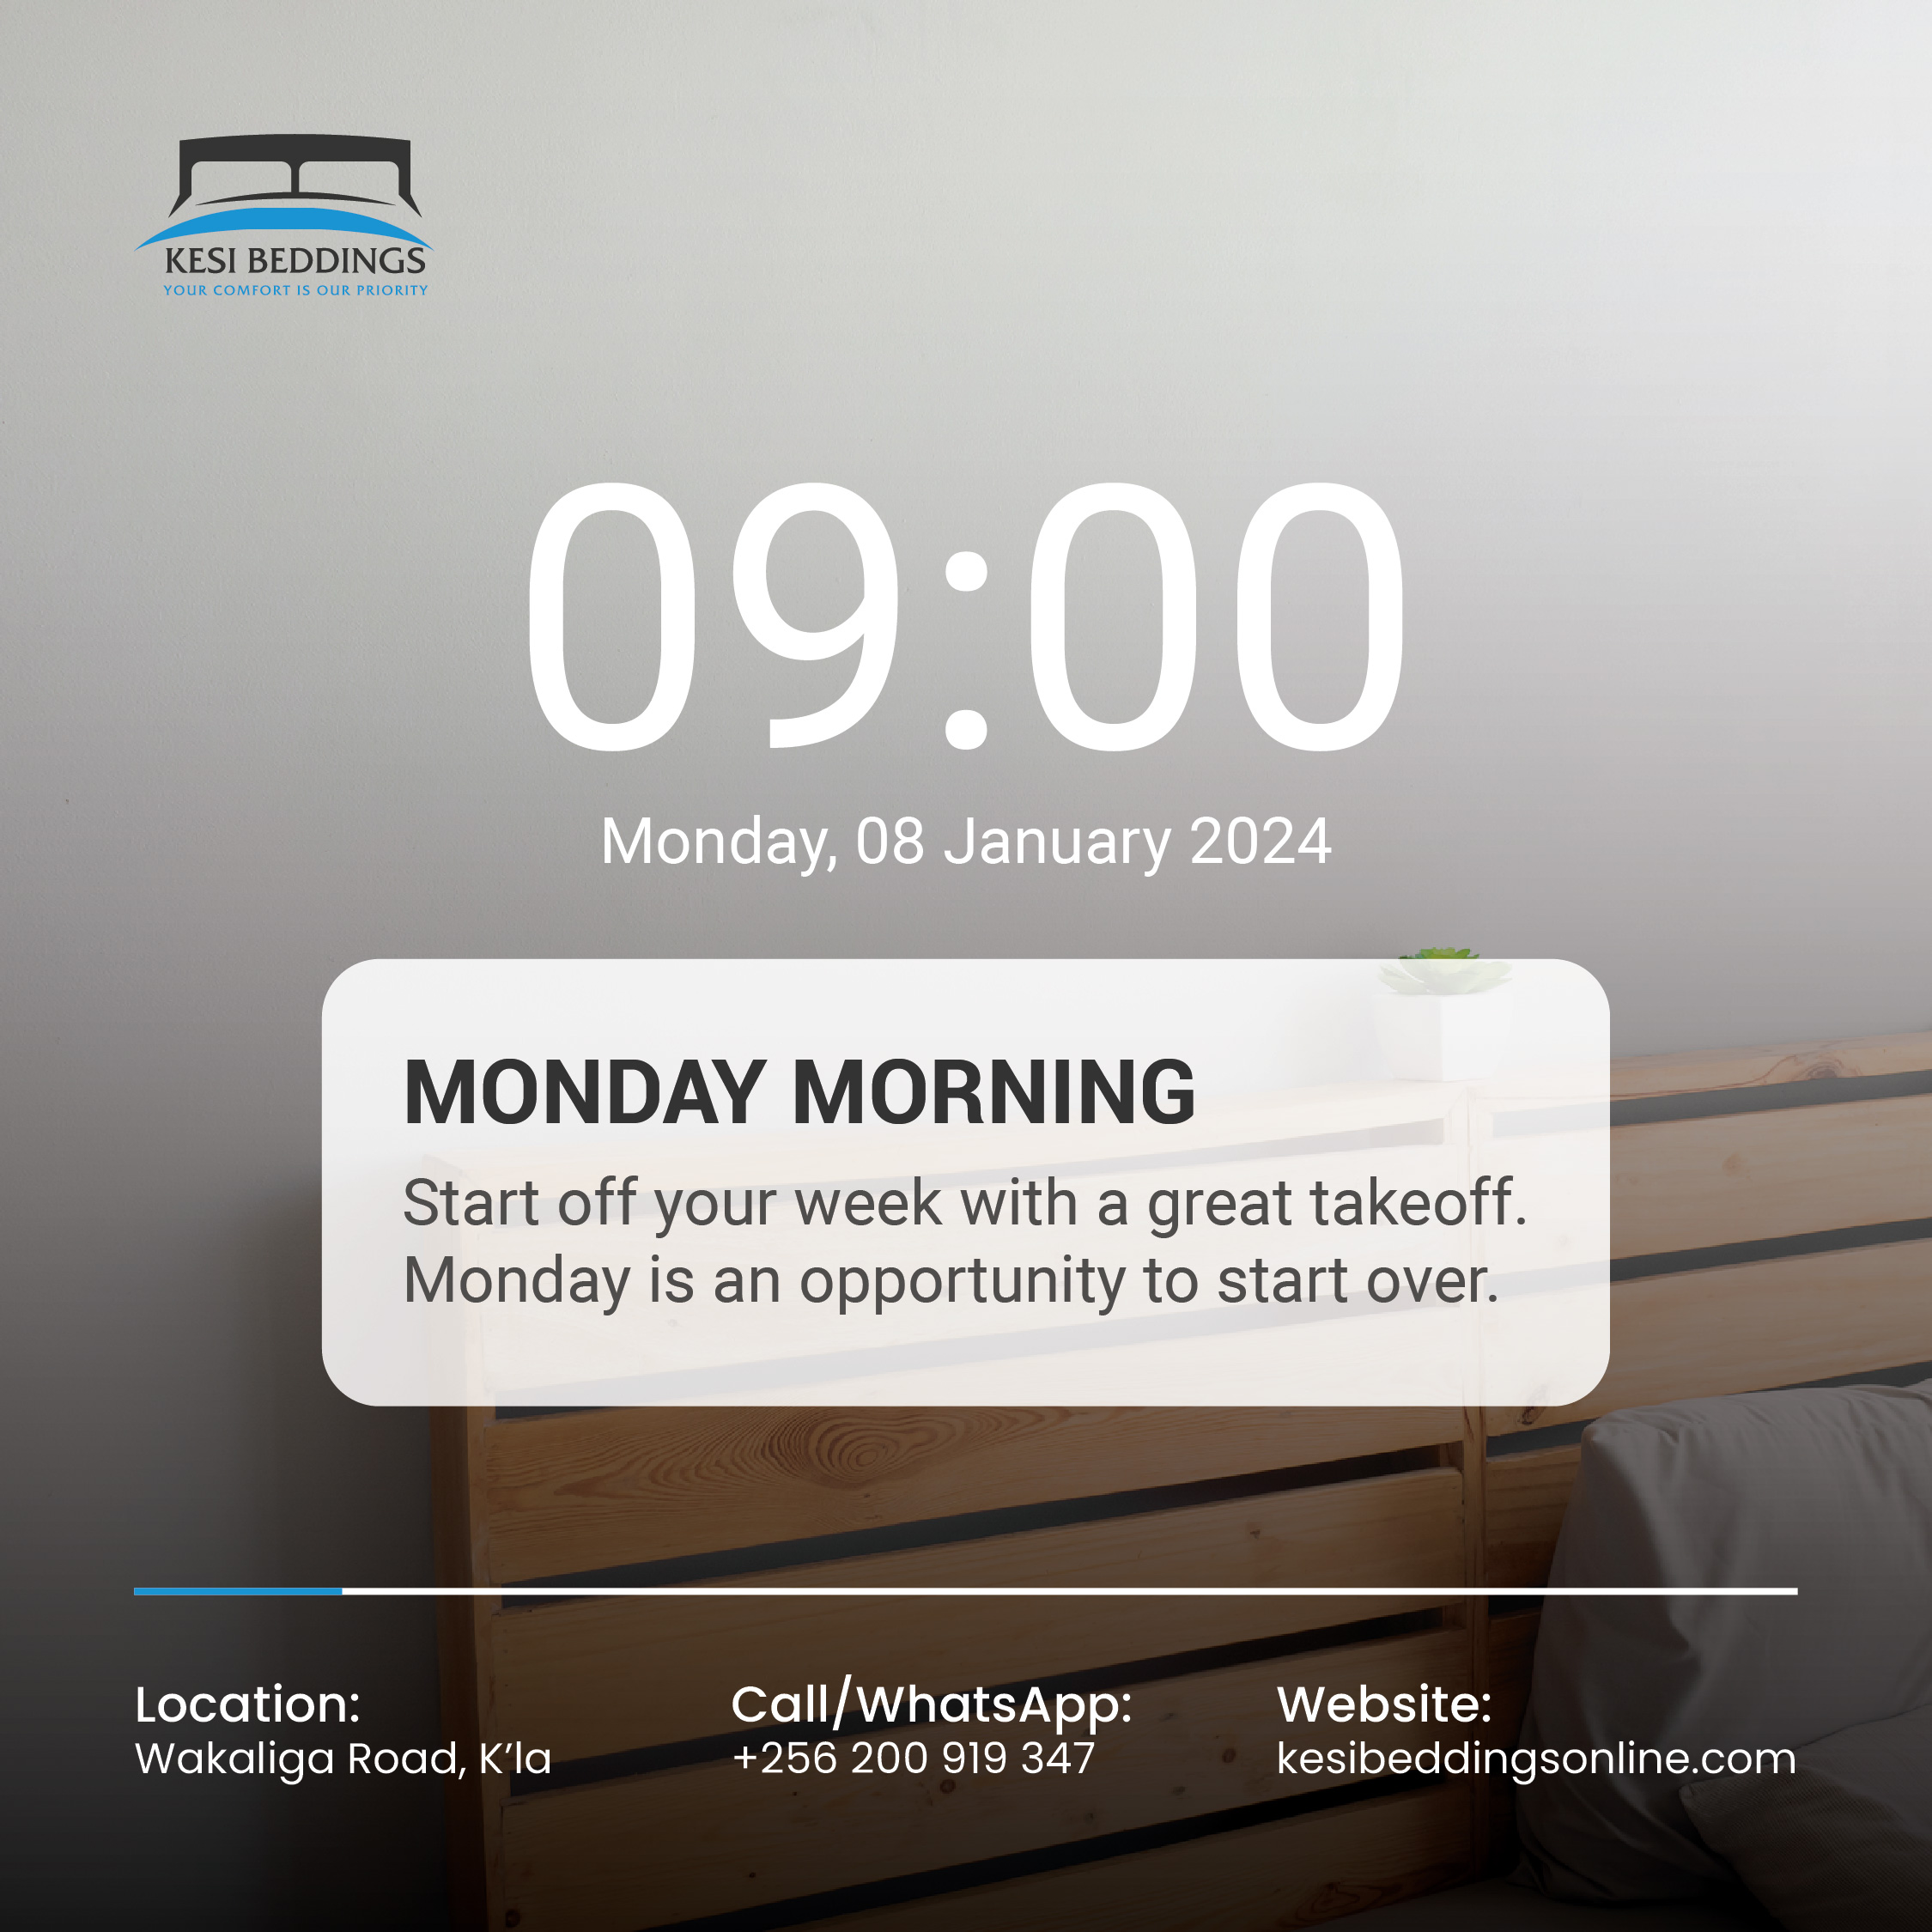 KESI BEDDINGS
YOUR COMFORT IS OUR PRIORITY
09:00
Monday, 08 January 2024
MONDAY MORNING
Start off your week with a great takeoff.
Monday is an opportunity to start over.
Location:
Wakaliga Road, K’la
Call/WhatsApp:
+256 200 919 347
Website:
kesibeddingsonline.com